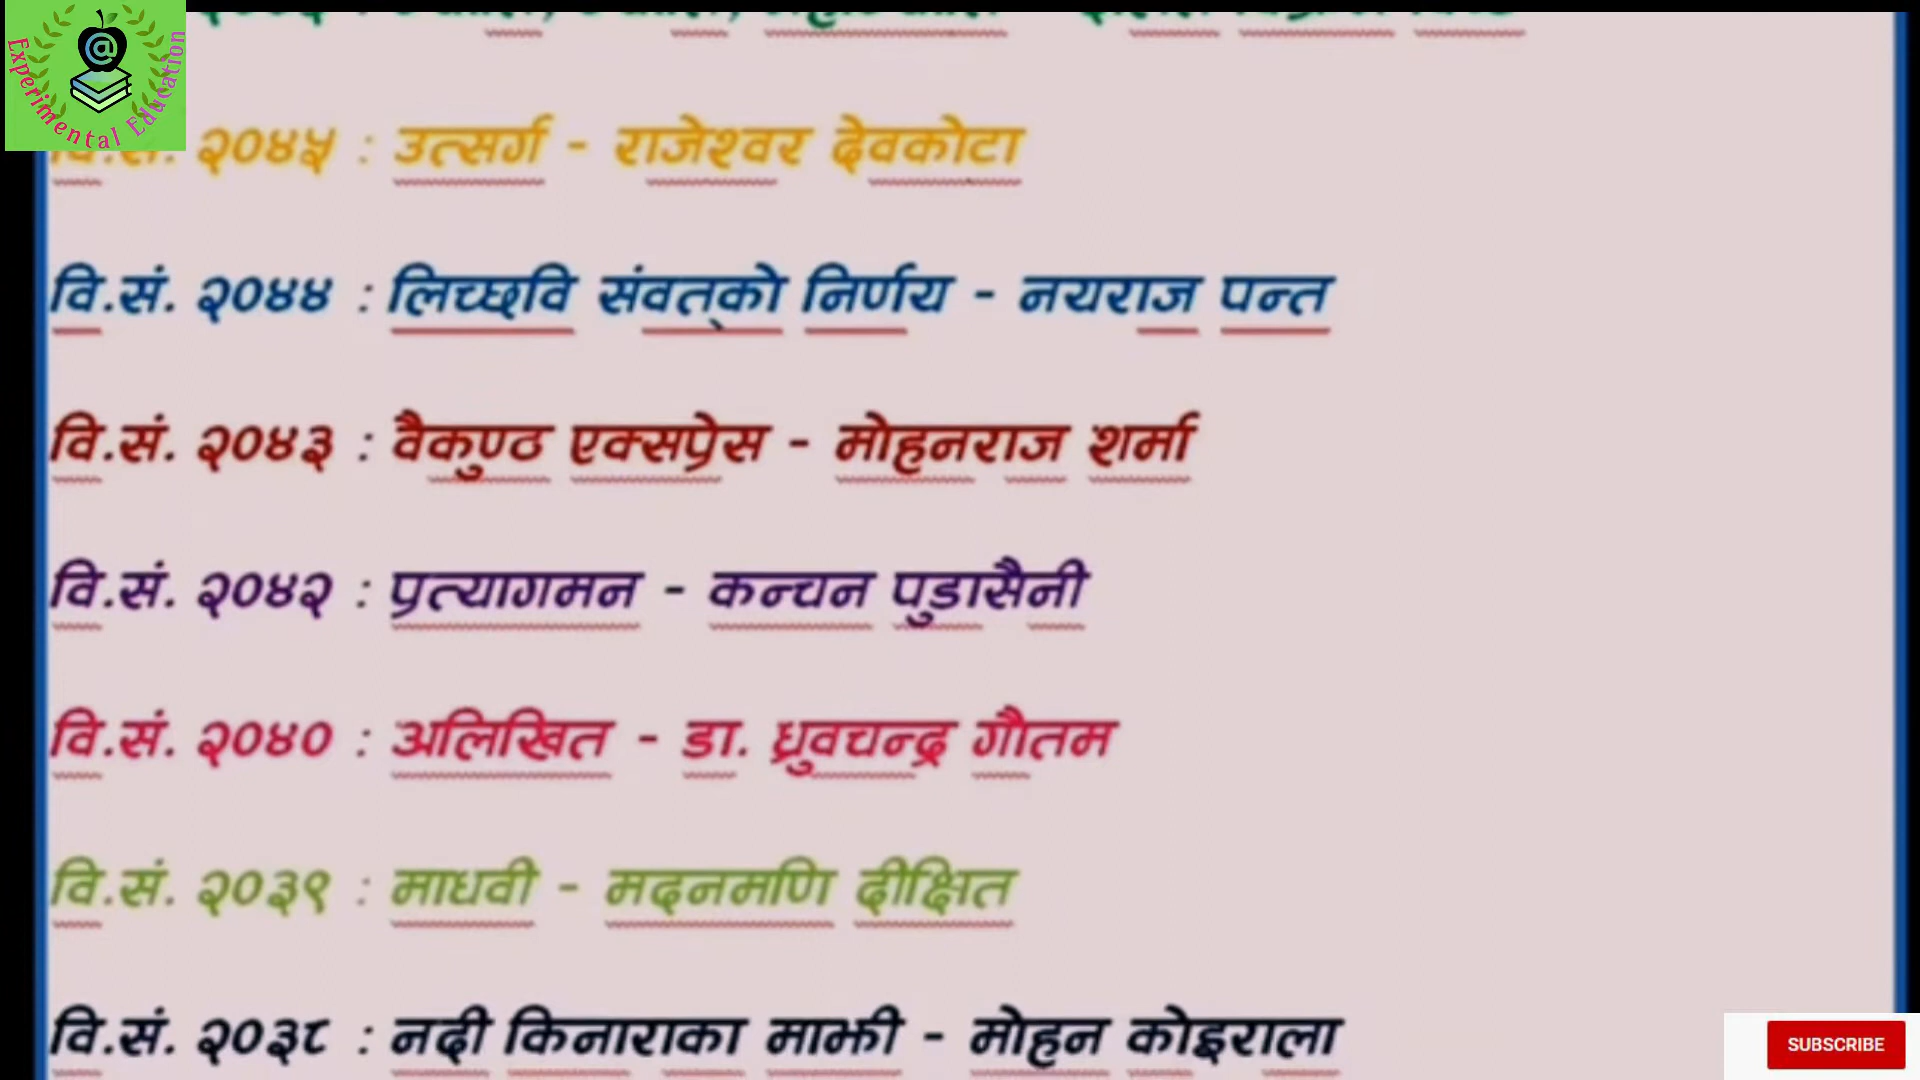 Experimental Education
@
वि.सं. २०४५ : उत्सर्ग - राजेश्वर देवकोटा
वि.सं. २०४४ : लिच्छवि संवत्को निर्णय - नयराज पन्त
वि.सं. २०४३ : वैकुण्ठ एक्सप्रेस - मोहनराज शर्मा
वि.सं. २०४२ : प्रत्यागमन - कन्चन पुडासैनी
वि.सं. २०४० : अलिखित - डा. ध्रुवचन्द्र गौतम
वि.सं. २०३९ : माधवी - मदनमणि दीक्षित
वि.सं. २०३८ : नदी किनाराका माझी - मोहन कोइराला
SUBSCRIBE